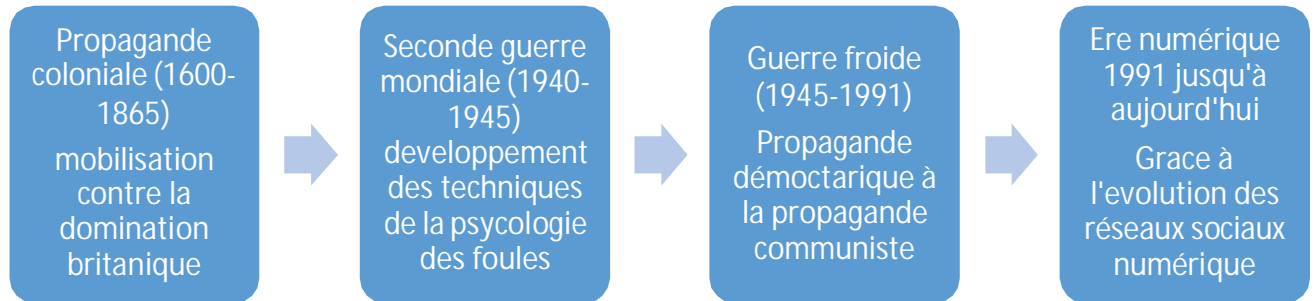 Propagande
coloniale (1600-
1865)
mobilisation
contre la
domination
britanique
Seconde guerre
mondiale (1940-
1945)
developpement
des techniques
de la psycologie
des foules
Guerre froide
(1945-1991)
Propagande
démoctarique à
la propagande
communiste
Ere numérique
1991 jusqu'à
aujourd'hui
Grace à
l'evolution des
réseaux sociaux
numérique